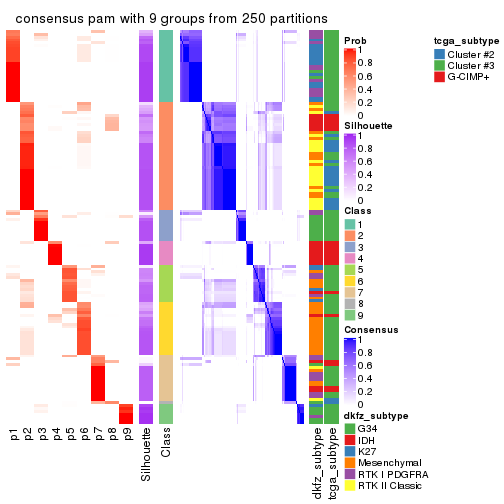 consensus pam with 9 groups from 250 partitions
p1
p2
p3
p4
p5
p6
p7
p8
p9
Silhouette
Class
dkfz_subtype
tcga_subtype
Prob
1
0.8
0.6
0.4
0.2
0
Silhouette
1
0.8
0.6
0.4
0.2
0
Class
1
2
3
4
5
6
7
8
9
Consensus
1
0.8
0.6
0.4
0.2
0
dkfz_subtype
G34
IDH
K27
Mesenchymal
RTK I PDGFRA
RTK II Classic
tcga_subtype
Cluster #2
Cluster #3
G-CIMP+